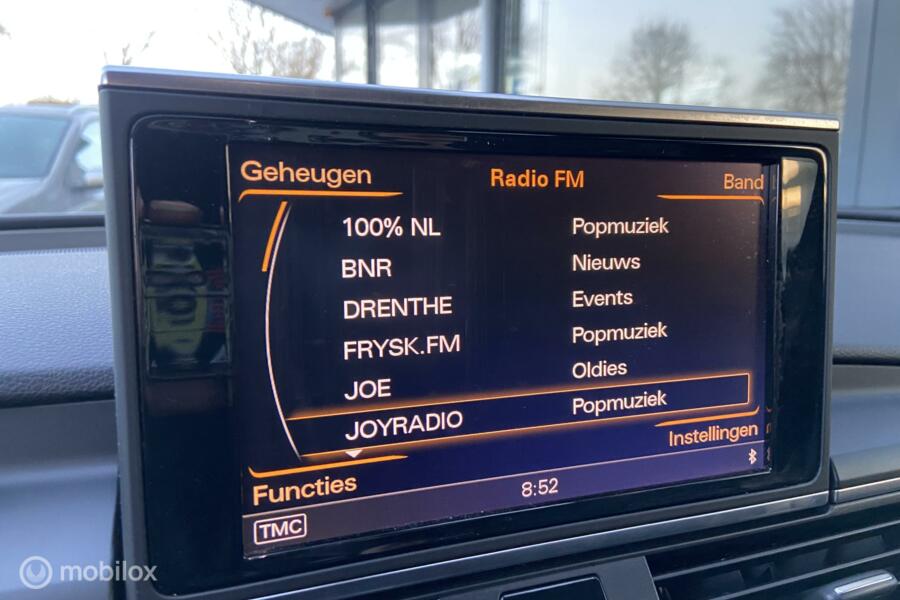 Geheugen Radio FM Band
100% NL Popmuziek
BNR Nieuws
DRENTHE Events
FRYSK.FM Popmuziek
JOE Oldies
JOYRADIO Popmuziek
Instellingen
Functies 8:52
TMC
mobilox